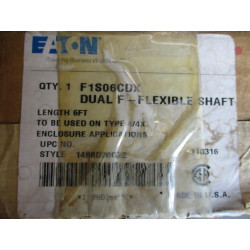 EATON
QTY. 1 F1S06CDX
DUAL F-FLEXIBLE SHAFT
LENGTH 6FT
TO BE USED ON TYPE 4/4X
ENCLOSURE APPLICATIONS
UPC NO.
STYLE
U.S.A.